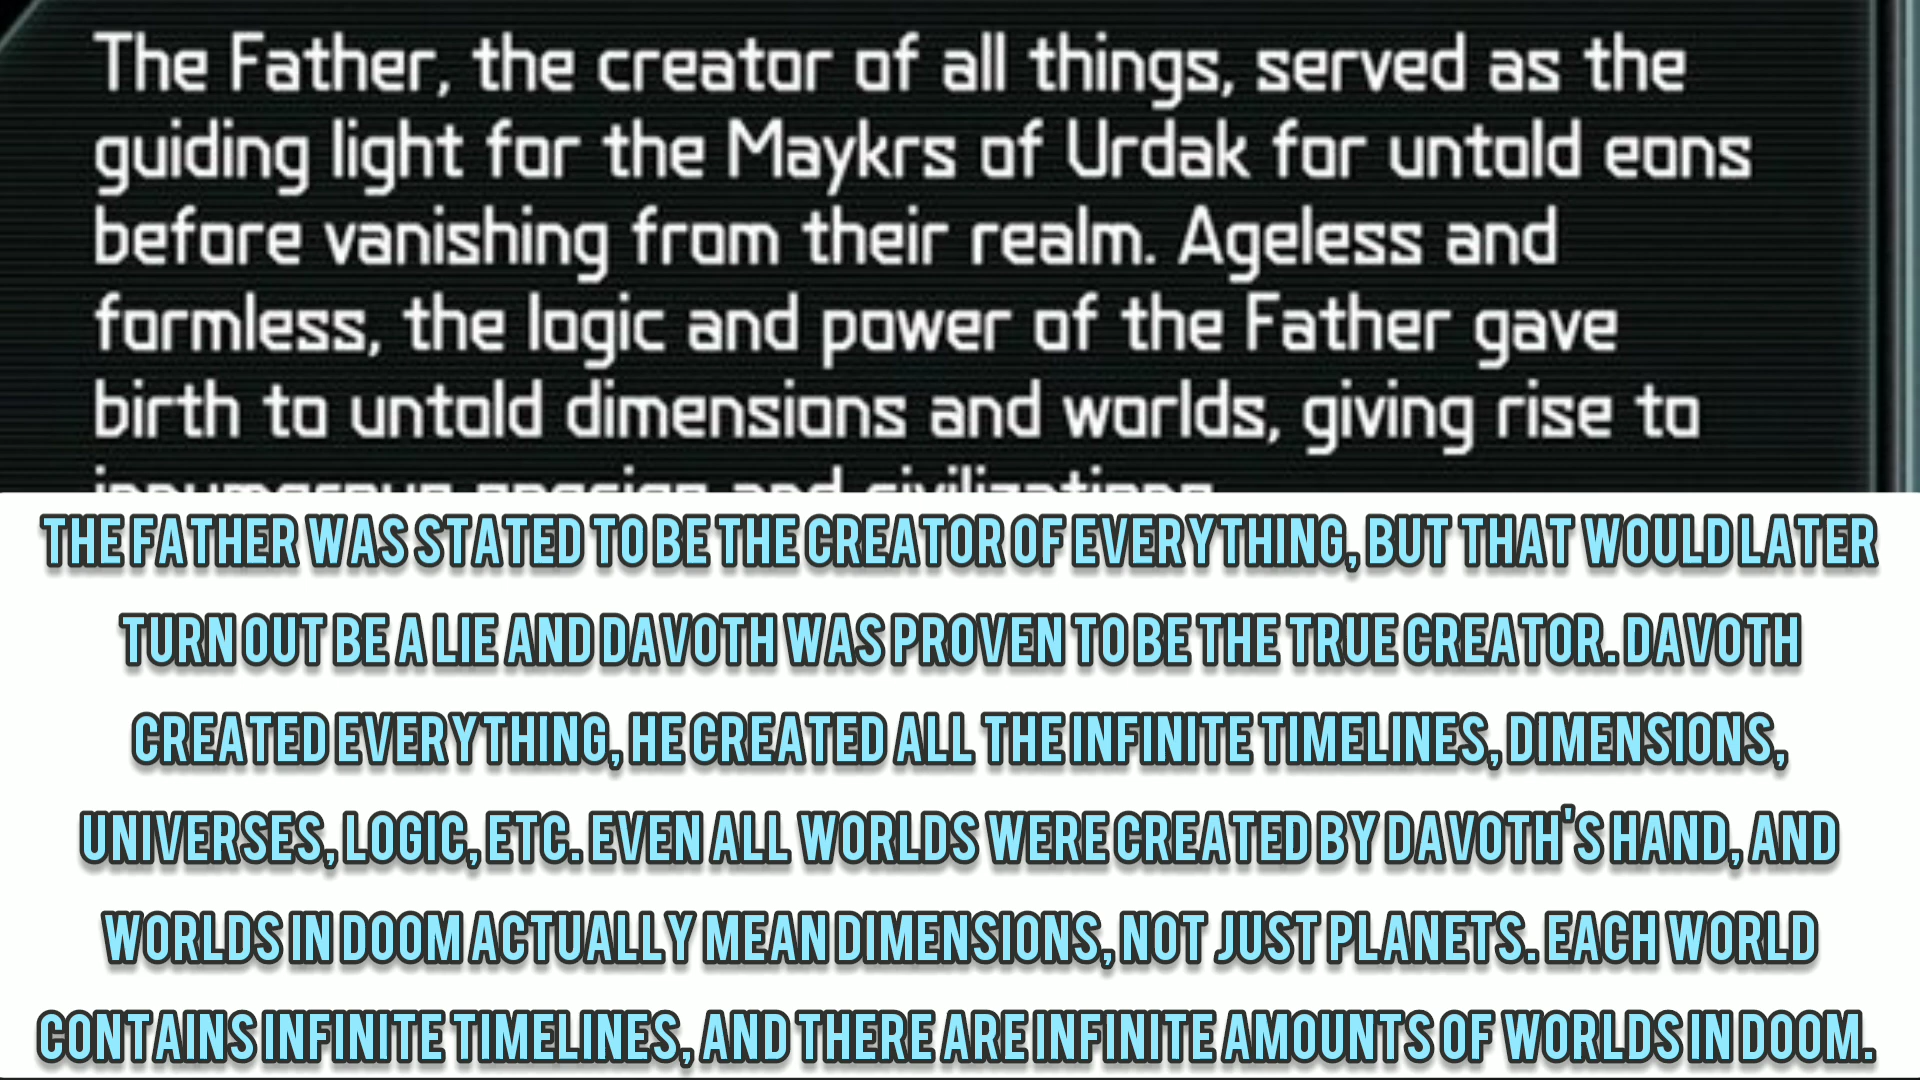 The Father, the creator of all things, served as the
guiding light for the Maykrs of Urdak for untold eons
before vanishing from their realm. Ageless and
formless, the logic and power of the Father gave
birth to untold dimensions and worlds, giving rise to
innumerous species and civilizations
THE FATHER WAS STATED TO BE THE CREATOR OF EVERYTHING, BUT THAT WOULD LATER
TURN OUT BE A LIE AND DAVOTH WAS PROVEN TO BE THE TRUE CREATOR. DAVOTH
CREATED EVERYTHING, HE CREATED ALL THE INFINITE TIMELINES, DIMENSIONS,
UNIVERSES, LOGIC, ETC. EVEN ALL WORLDS WERE CREATED BY DAVOTH'S HAND, AND
WORLDS IN DOOM ACTUALLY MEAN DIMENSIONS, NOT JUST PLANETS. EACH WORLD
CONTAINS INFINITE TIMELINES, AND THERE ARE INFINITE AMOUNTS OF WORLDS IN DOOM.